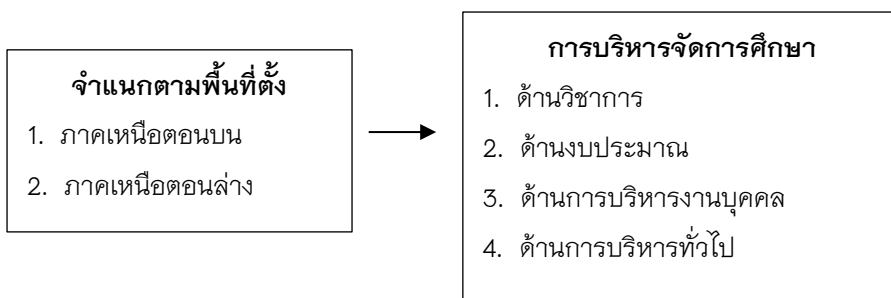 จำแนกตามพื้นที่ตั้ง
1. ภาคเหนือตอนบน
2. ภาคเหนือตอนล่าง
การบริหารจัดการศึกษา
1. ด้านวิชาการ
2. ด้านงบประมาณ
3. ด้านการบริหารงานบุคคล
4. ด้านการบริหารทั่วไป